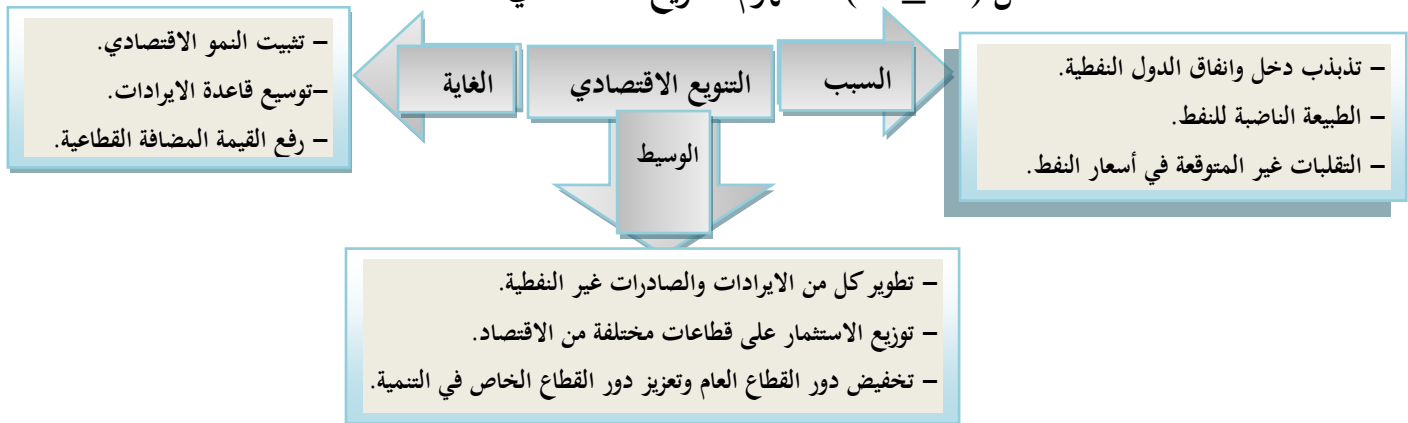 السبب
التنويع الاقتصادي
الغاية
الوسيط
– تذبذب دخل وانفاق الدول النفطية.
– الطبيعة الناضبة للنفط.
– التقلبات غير المتوقعة في أسعار النفط.
– تثبيت النمو الاقتصادي.
–توسيع قاعدة الايرادات.
– رفع القيمة المضافة القطاعية.
– تطوير كل من الايرادات والصادرات غير النفطية.
– توزيع الاستثمار على قطاعات مختلفة من الاقتصاد.
– تخفيض دور القطاع العام وتعزيز دور القطاع الخاص في التنمية.